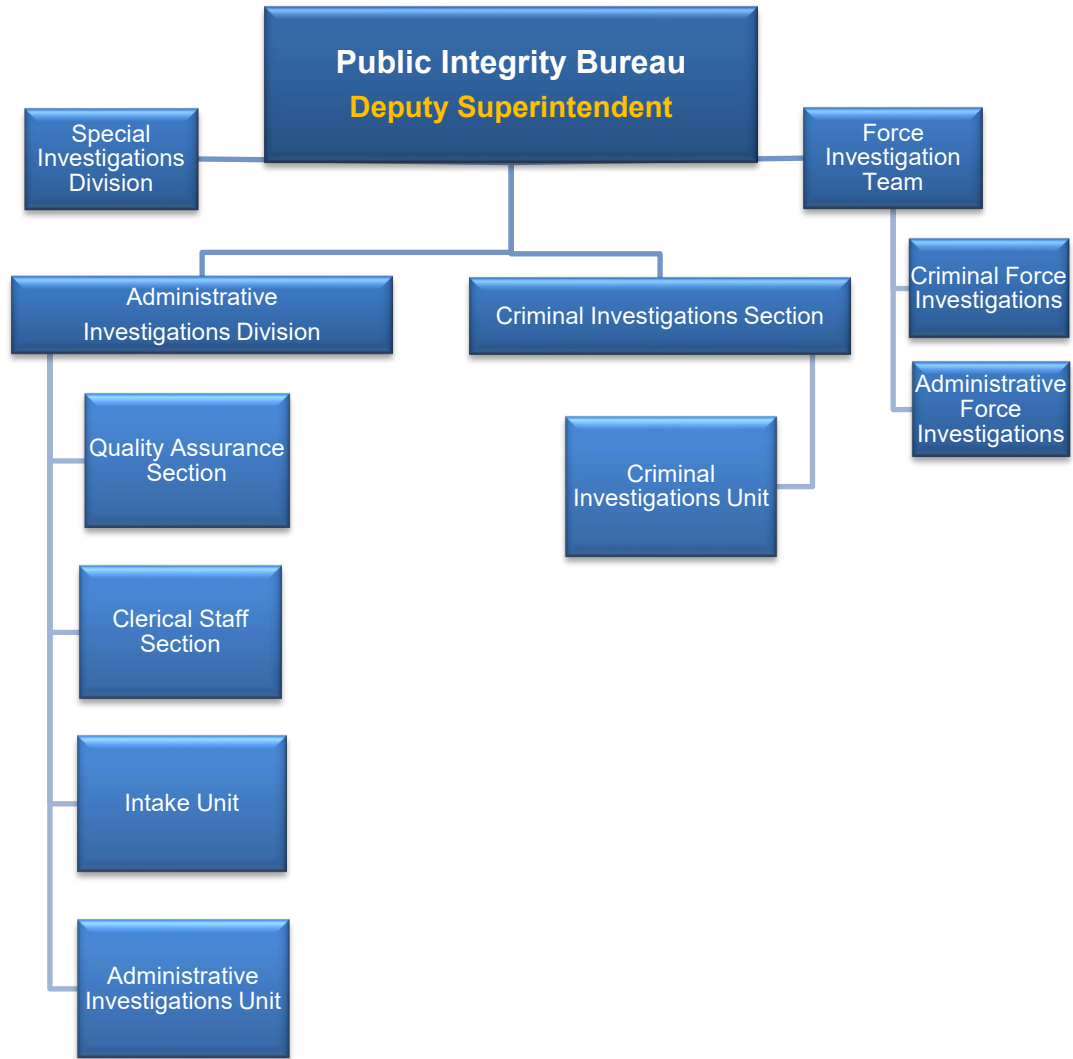 Public Integrity Bureau
Deputy Superintendent
Special
Investigations
Division
Force
Investigation
Team
Criminal Force
Investigations
Administrative
Force
Investigations
Administrative
Investigations Division
Criminal Investigations Section
Quality Assurance
Section
Criminal
Investigations Unit
Clerical Staff
Section
Intake Unit
Administrative
Investigations Unit